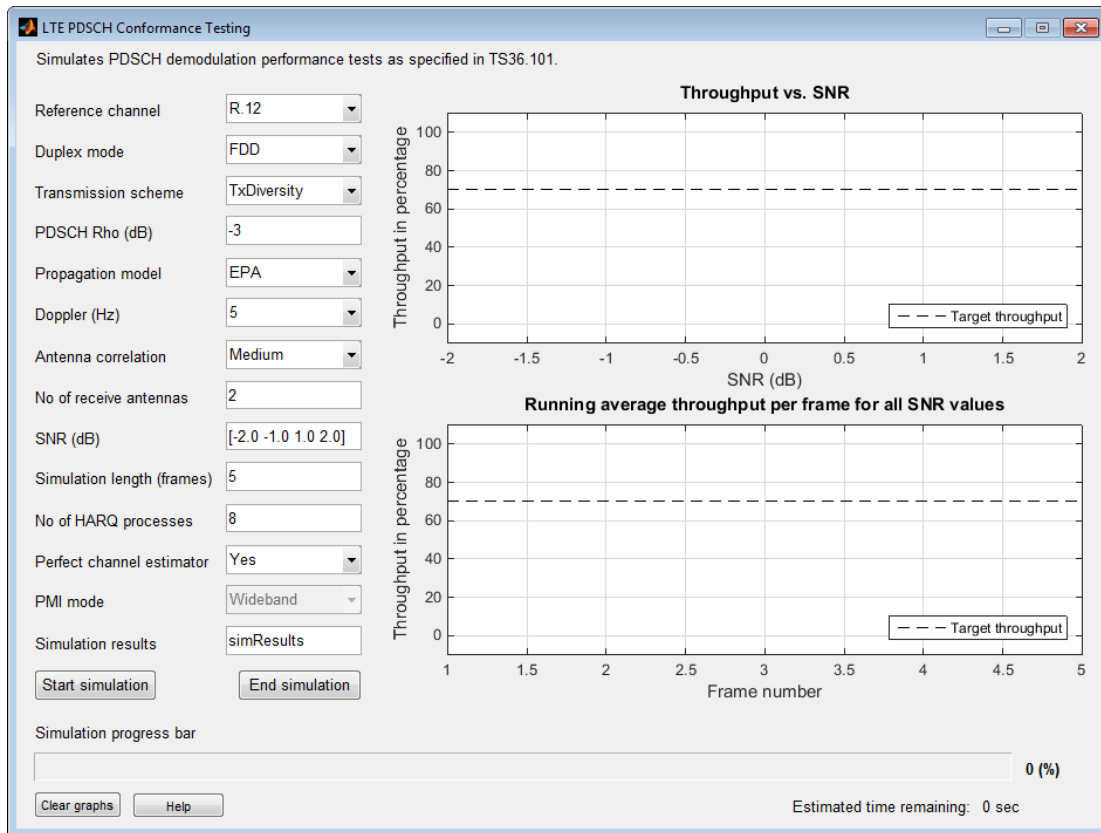 LTE PDSCH Conformance Testing
Simulates PDSCH demodulation performance tests as specified in TS36.101.
Reference channel R.12
Duplex mode FDD
Transmission scheme TxDiversity
PDSCH Rho (dB) -3
Propagation model EPA
Doppler (Hz) 5
Antenna correlation Medium
No of receive antennas 2
SNR (dB) [-2.0 -1.0 1.0 2.0]
Simulation length (frames) 5
No of HARQ processes 8
Perfect channel estimator Yes
PMI mode Wideband
Simulation results simResults
Start simulation End simulation
Throughput vs. SNR
Throughput in percentage
100
80
60
40
20
0
Target throughput
-2 -1.5 -1 -0.5 0 0.5 1 1.5 2
SNR (dB)
Running average throughput per frame for all SNR values
Throughput in percentage
100
80
60
40
20
0
Target throughput
1 1.5 2 2.5 3 3.5 4 4.5 5
Frame number
Simulation progress bar
0 (%)
Clear graphs Help Estimated time remaining: 0 sec